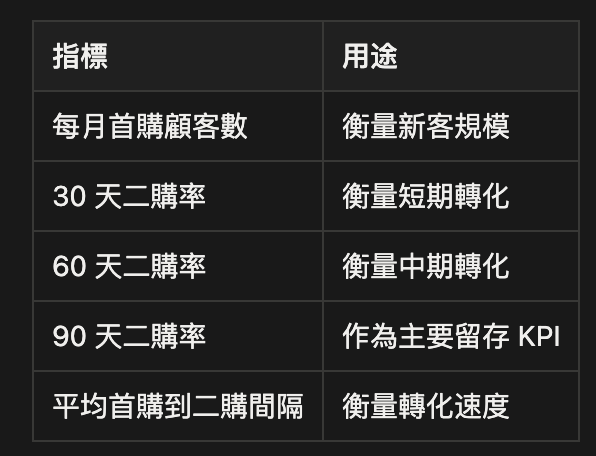 指標 用途
每月首購顧客數 衡量新客規模
30 天二購率 衡量短期轉化
60 天二購率 衡量中期轉化
90 天二購率 作為主要留存 KPI
平均首購到二購間隔 衡量轉化速度